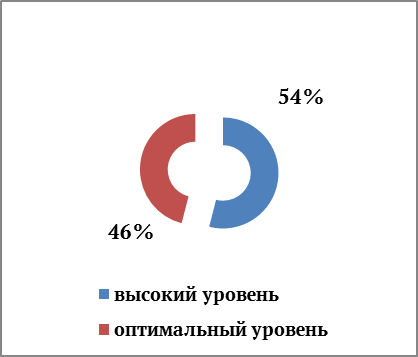 54%
46%
высокий уровень
оптимальный уровень